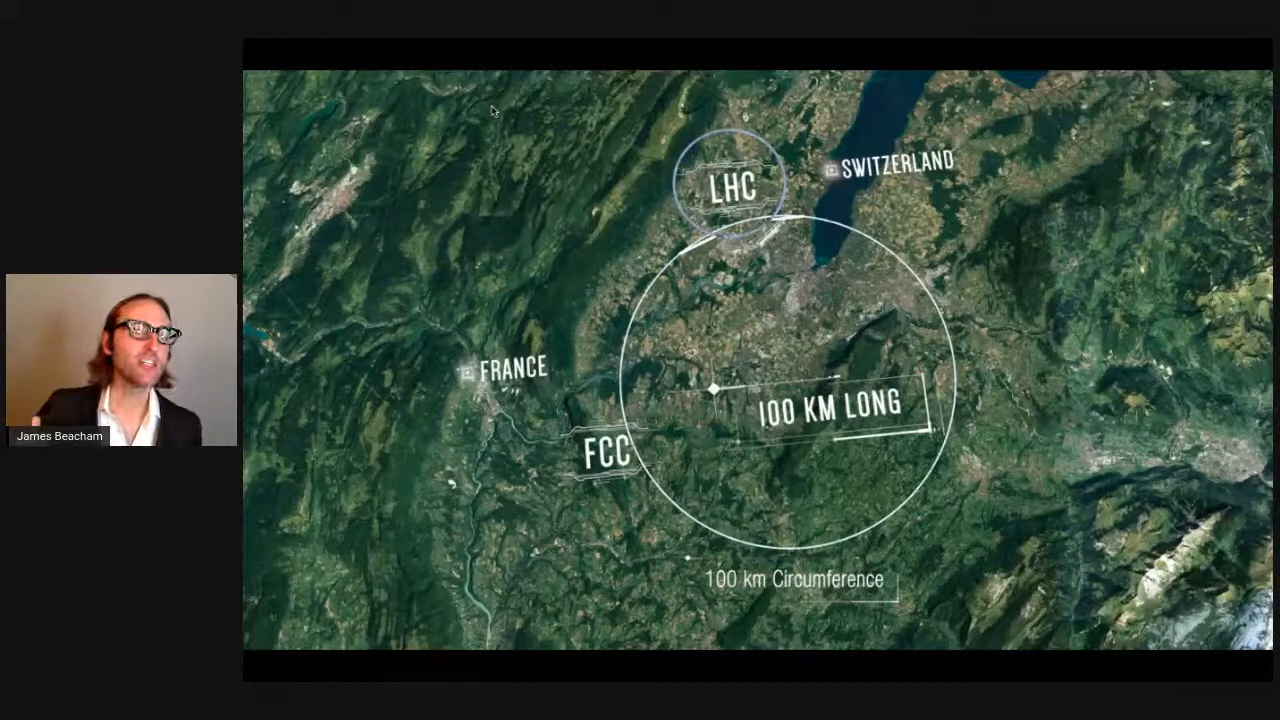 LHC
SWITZERLAND
FRANCE
100 KM LONG
FCC
100 km Circumference
James Beacham